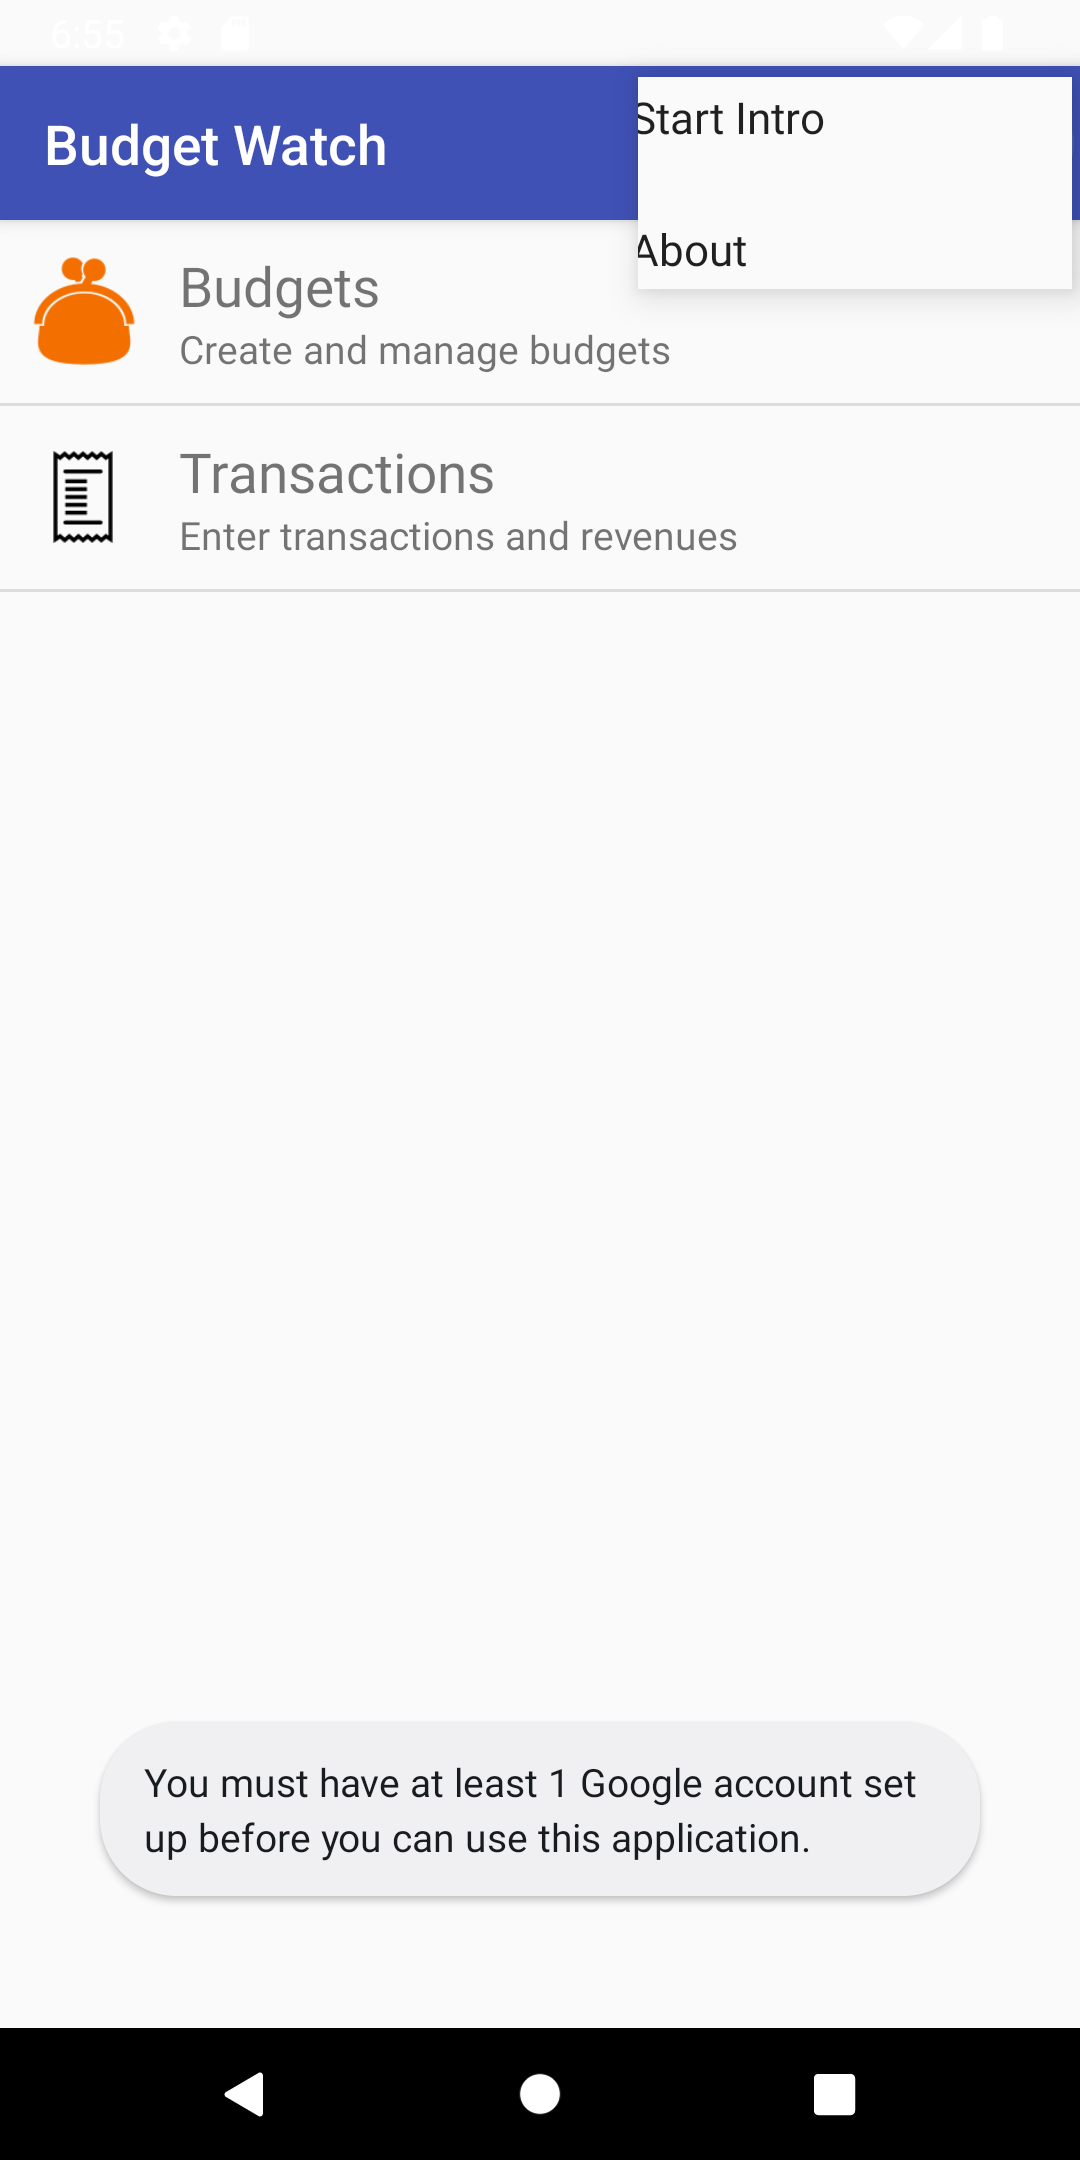 6:55
Budget Watch
Start Intro
About
Budgets
Create and manage budgets
Transactions
Enter transactions and revenues
You must have at least 1 Google account set
up before you can use this application.